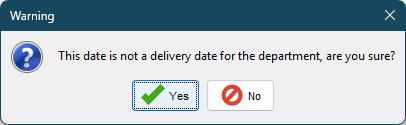 Warning
This date is not a delivery date for the department, are you sure?
Yes
No